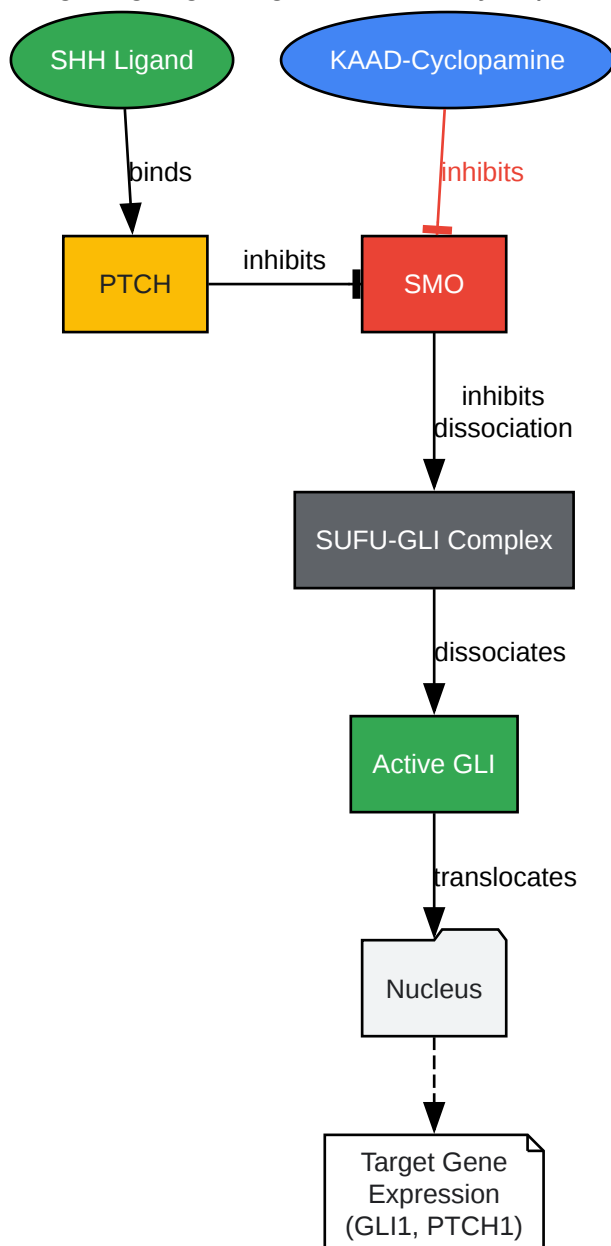 SHH Ligand
KAAD-Cyclopamine
binds
inhibits
PTCH
inhibits
SMO
inhibits
dissociation
SUFU-GLI Complex
dissociates
Active GLI
translocates
Nucleus
Target Gene
Expression
(GLI1, PTCH1)